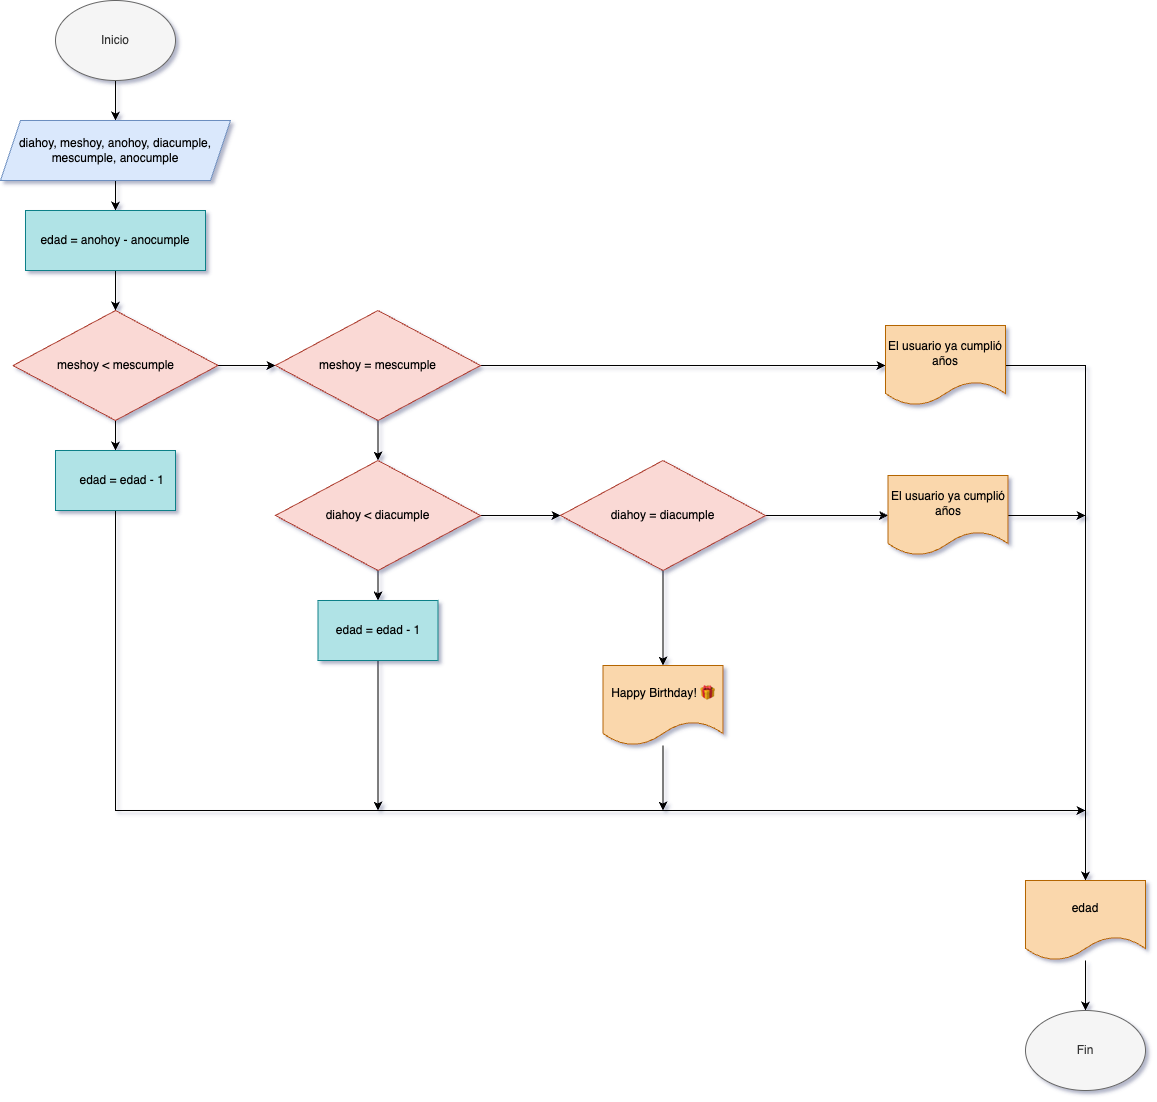 Inicio
diahoy, meshoy, anohoy, diacumple,
mescumple, anocumple
edad = anohoy - anocumple
meshoy < mescumple
meshoy = mescumple
El usuario ya cumplió
años
edad = edad - 1
diahoy < diacumple
diahoy = diacumple
El usuario ya cumplió
años
edad = edad - 1
Happy Birthday! 🎁
edad
Fin